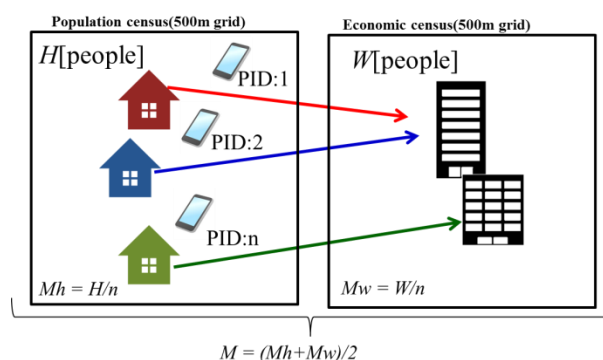 Population census(500m grid)
Economic census(500m grid)
H[people]
W[people]
PID:1
PID:2
PID:n
Mh = H/n
Mw = W/n
M = (Mh+Mw)/2